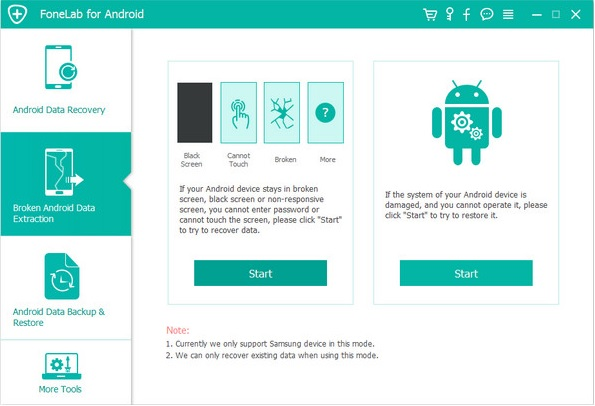 FoneLab for Android
Android Data Recovery
Broken Android Data
Extraction
Android Data Backup &
Restore
More Tools
Black
Screen
Cannot
Touch
Broken
?
More
If your Android device stays in broken
screen, black screen or non-responsive
screen, you cannot enter password or
cannot touch the screen, please click "Start"
to try to recover data.
Start
If the system of your Android device is
damaged, and you cannot operate it, please
click "Start" to try to restore it.
Start
Note:
1. Currently we only support Samsung device in this mode.
2. We can only recover existing data when using this mode.